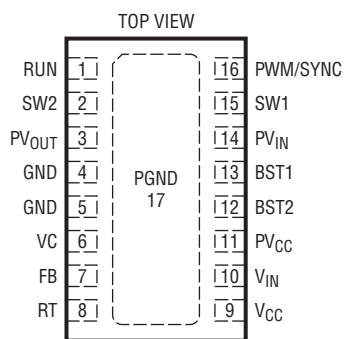 TOP VIEW
RUN 1 16 PWM/SYNC
SW2 2 15 SW1
PVOUT 3 14 PVIN
GND 4 13 BST1
GND 5 12 BST2
VC 6 11 PVCC
FB 7 10 VIN
RT 8 9 VCC
PGND
17